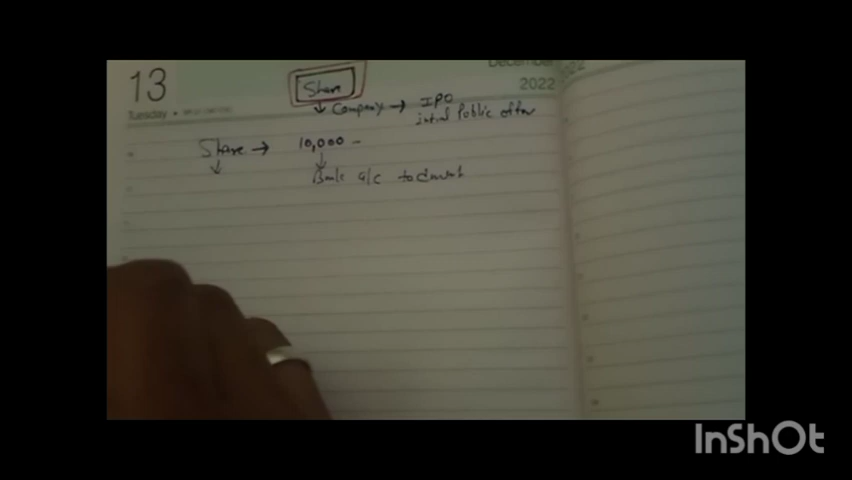 13
December
2022
Tuesday
Share
↓ Company → IPO
intial Public offer
Share → 10,000 -
↓ ↓
Bank a/c to demat
InShOt